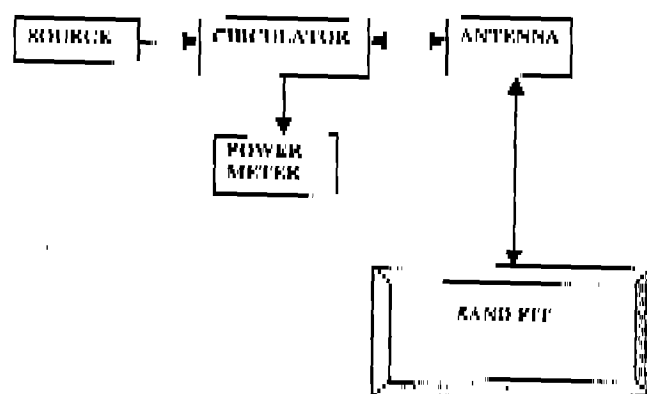 SOURCE
CIRCULATOR
ANTENNA
POWER
METER
SAND PIT